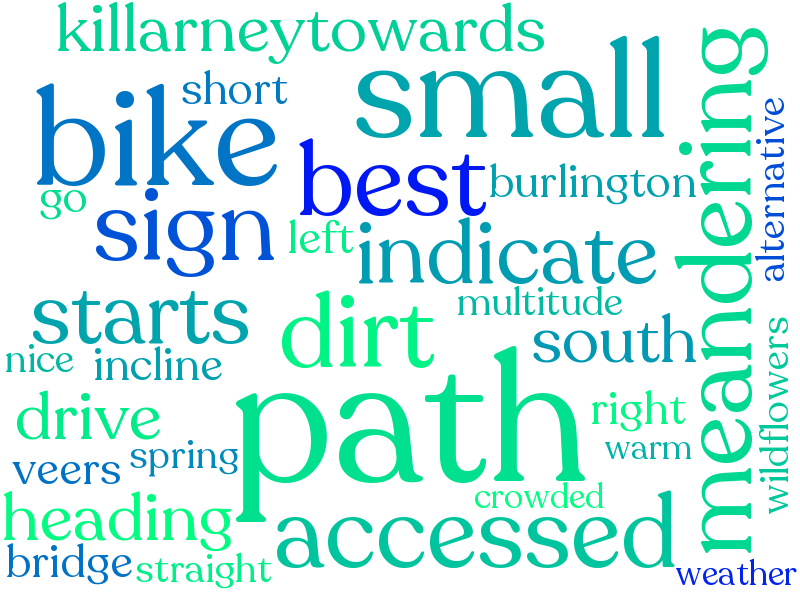 killarneytowards
short
small
bike
best
burlington
go
sign
left
indicate
meandering
alternative
starts
dirt
multitude
south
nice
incline
path
drive
right
wildflowers
veers
spring
warm
heading
crowded
accessed
bridge
straight
weather